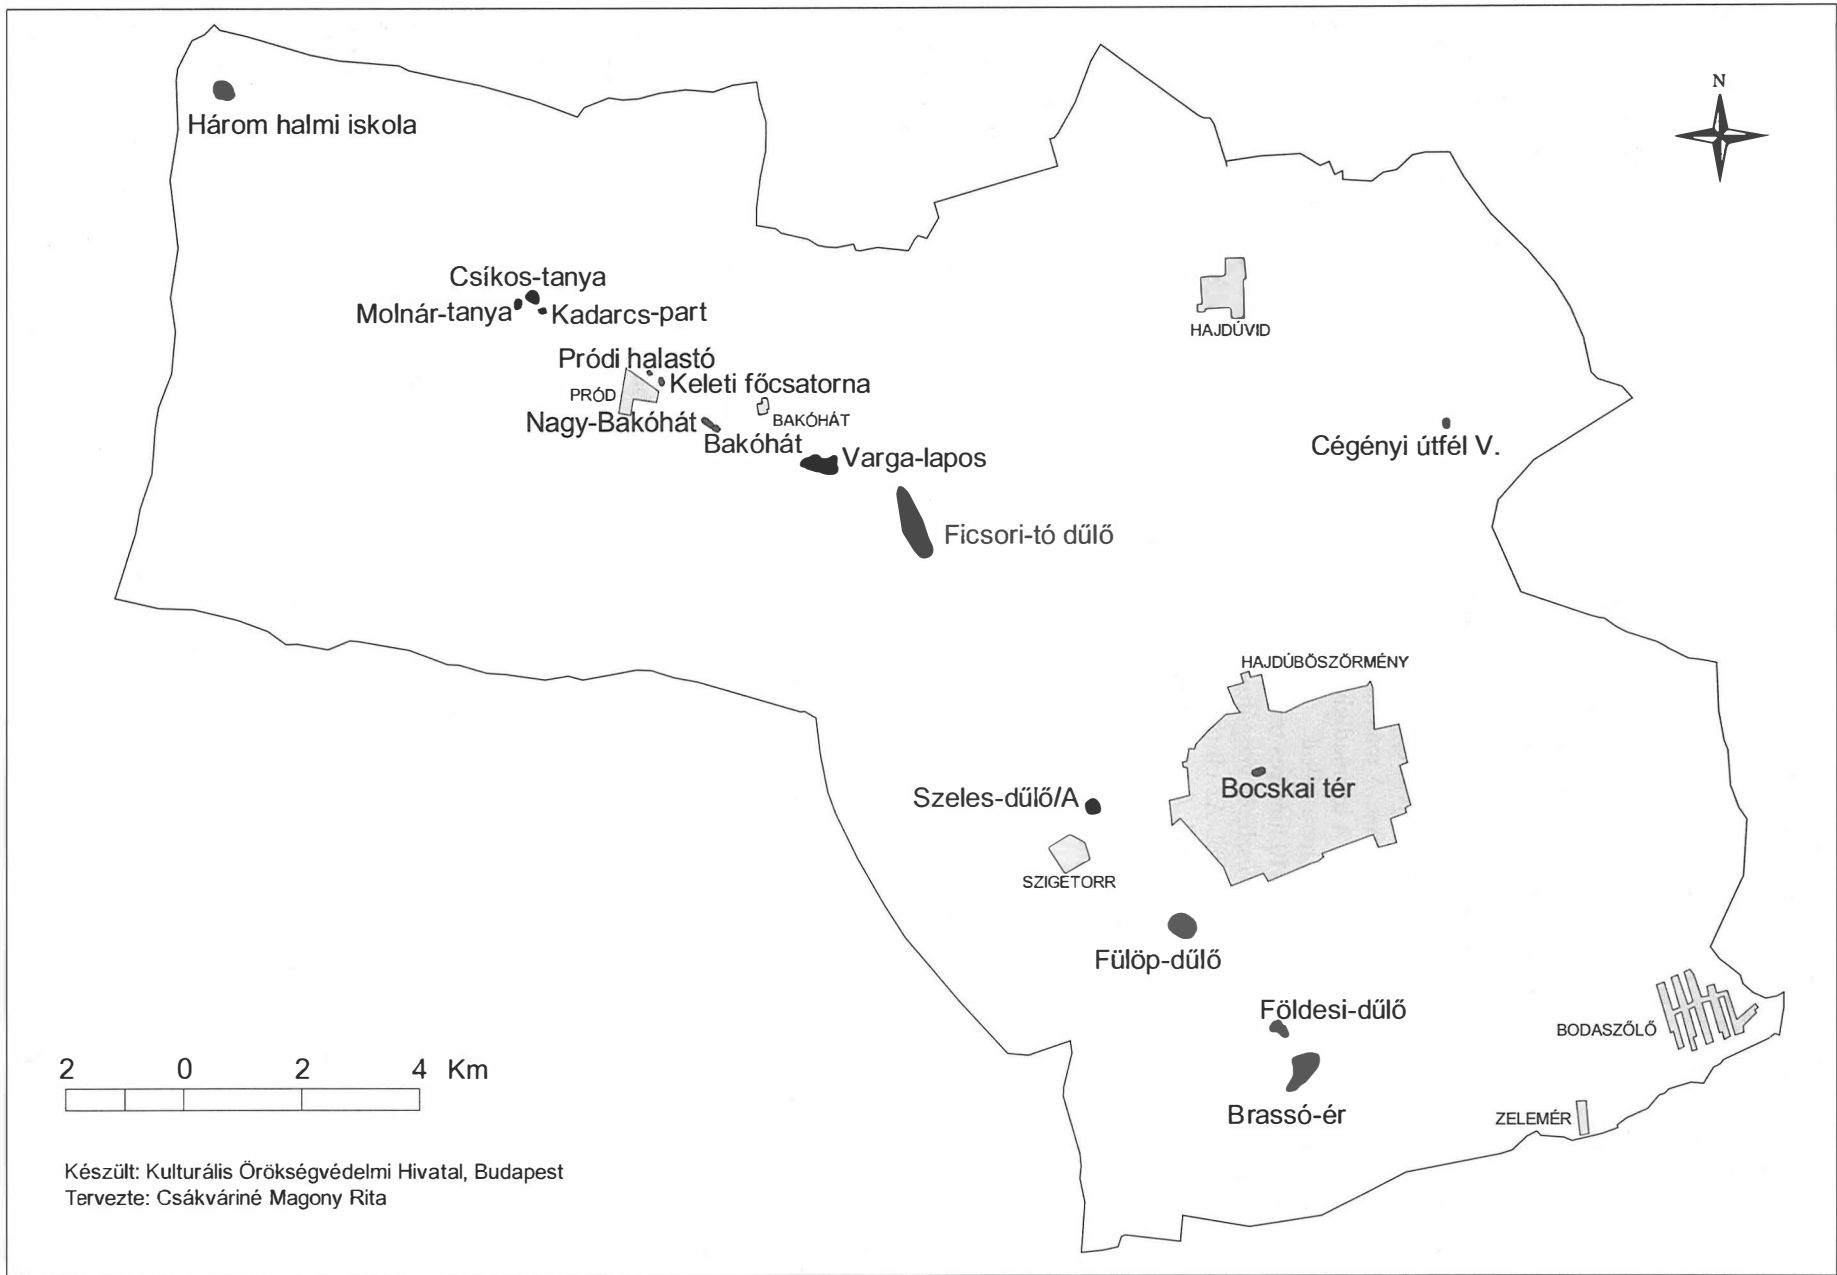 N
Három halmi iskola
Csíkos-tanya
Molnár-tanya
Kadarcs-part
HAJDÚVID
Pródi halastó
Keleti főcsatorna
PRÓD
Nagy-Bakóhát
BAKÓHÁT
Bakóhát
Varga-lapos
Cégényi útfél V.
Ficsori-tó dűlő
HAJDÚBÖSZÖRMÉNY
Bocskai tér
Szeles-dűlő/A
SZIGETORR
Fülöp-dűlő
Földesi-dűlő
BODASZŐLŐ
Brassó-ér
ZELEMÉR
2 0 2 4 Km
Készült: Kulturális Örökségvédelmi Hivatal, Budapest
Tervezte: Csákváriné Magony Rita